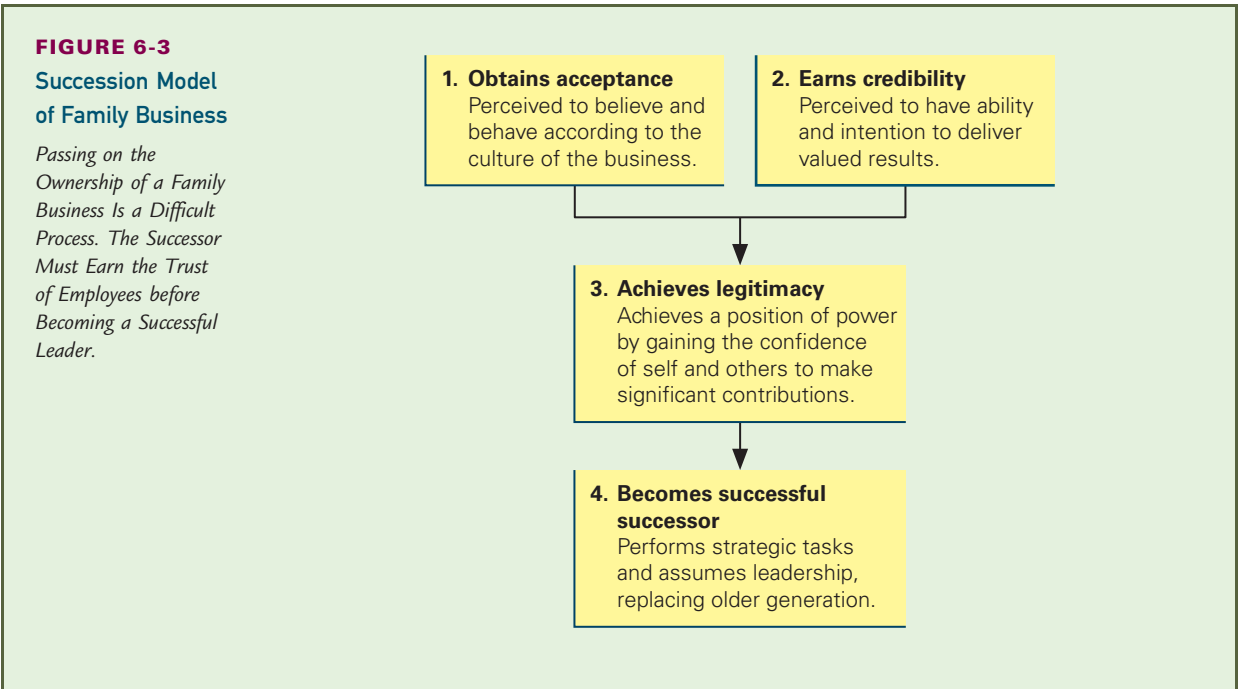 FIGURE 6-3
Succession Model
of Family Business
Passing on the
Ownership of a Family
Business Is a Difficult
Process. The Successor
Must Earn the Trust
of Employees before
Becoming a Successful
Leader.
1. Obtains acceptance
Perceived to believe and
behave according to the
culture of the business.
2. Earns credibility
Perceived to have ability
and intention to deliver
valued results.
3. Achieves legitimacy
Achieves a position of power
by gaining the confidence
of self and others to make
significant contributions.
4. Becomes successful
successor
Performs strategic tasks
and assumes leadership,
replacing older generation.